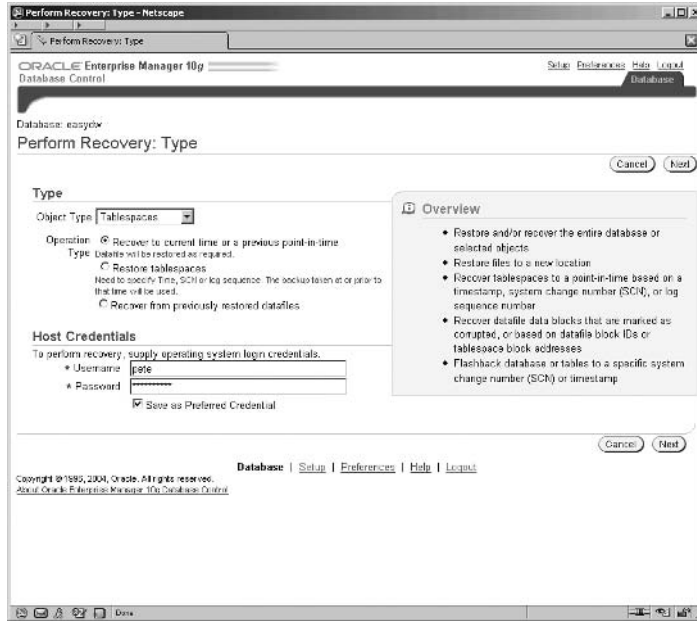 Perform Recovery: Type - Netscape
Perform Recovery: Type
ORACLE Enterprise Manager 10g
Database Control
Setup Preferences Help Logout
Database
Database: easydw
Perform Recovery: Type
Cancel Next
Type
Object Type Tablespaces
Operation Type
Recover to current time or a previous point-in-time
Datafile will be restored as required.
Restore tablespaces
Need to specify Time, SCN or log sequence. The backup taken at or prior to
that time will be used.
Recover from previously restored datafiles
Overview
Restore and/or recover the entire database or
selected objects
Restore files to a new location
Recover tablespaces to a point-in-time based on a
timestamp, system change number (SCN), or log
sequence number
Recover datafile data blocks that are marked as
corrupted, or based on datafile block IDs or
tablespace block addresses
Flashback database or tables to a specific system
change number (SCN) or timestamp
Host Credentials
To perform recovery, supply operating system login credentials.
* Username pete
* Password **********
Save as Preferred Credential
Cancel Next
Database | Setup | Preferences | Help | Logout
Copyright © 1996, 2004, Oracle. All rights reserved.
About Oracle Enterprise Manager 10g Database Control
Done